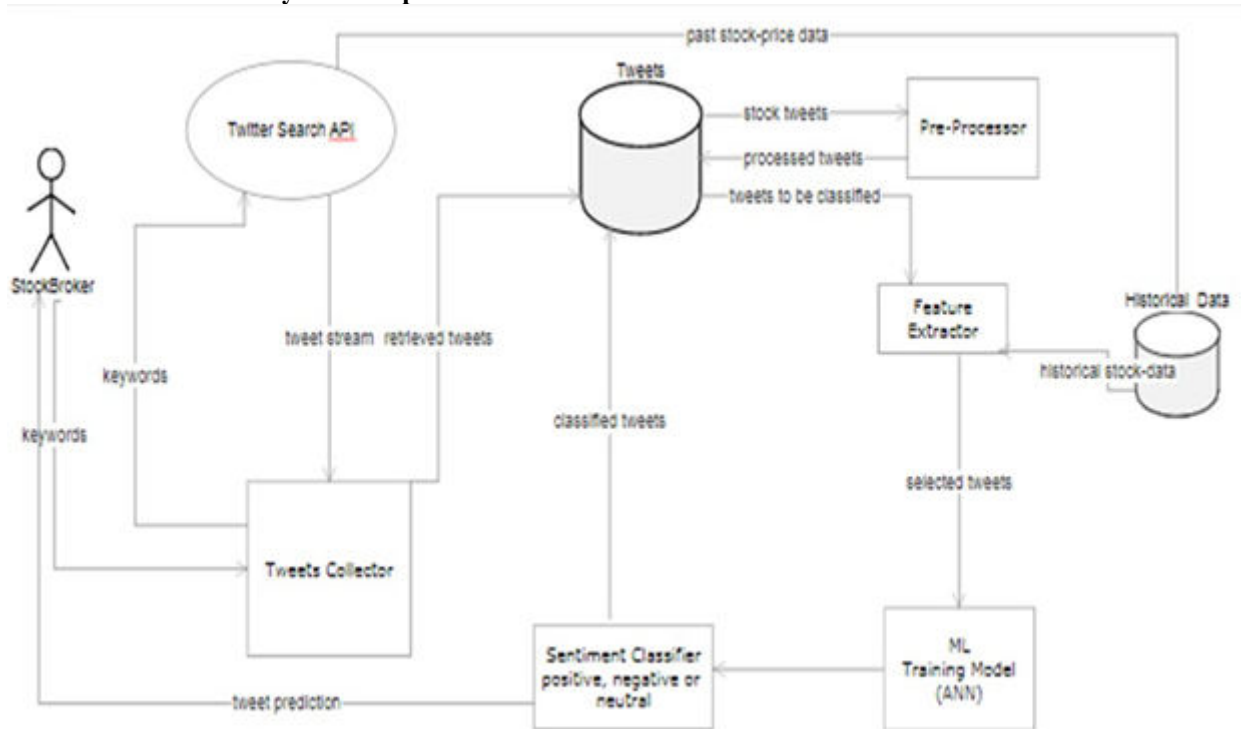 past stock-price data
Tweets
Twitter Search API
stock tweets
Pre-Processor
processed tweets
tweets to be classified
StockBroker
Feature
Extractor
Historical Data
tweet stream
retrieved tweets
historical stock-data
keywords
classified tweets
keywords
selected tweets
Tweets Collector
ML
Training Model
(ANN)
Sentiment Classifier
positive, negative or
neutral
tweet prediction